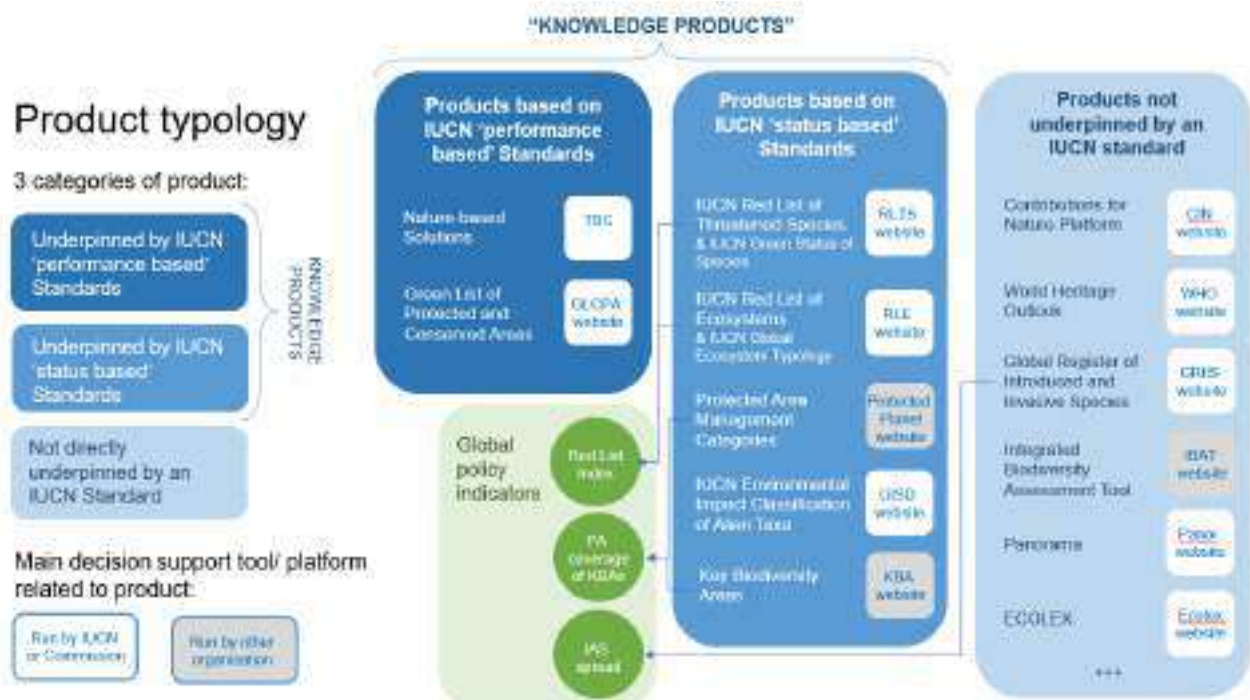 "KNOWLEDGE PRODUCTS"
Product typology
3 categories of product:
Underpinned by IUCN
'performance based'
Standards
Underpinned by IUCN
'status based'
Standards
KNOWLEDGE
PRODUCTS
Not directly
underpinned by an
IUCN Standard
Main decision support tool/ platform
related to product:
Run by IUCN
or Commission
Run by other
organisation
Products based on
IUCN 'performance
based' Standards
Nature-based
Solutions
TBC
Green List of
Protected and
Conserved Areas
GLCPA
website
Global
policy
indicators
Red List
Index
PA
coverage
of KBAs
IAS
spread
Products based on
IUCN 'status based'
Standards
IUCN Red List of
Threatened Species,
& IUCN Green Status of
Species
RLTS
website
IUCN Red List of
Ecosystems
& IUCN Global
Ecosystem Typology
RLE
website
Protected Area
Management
Categories
Protected
Planet
website
IUCN Environmental
Impact Classification
of Alien Taxa
GISD
website
Key Biodiversity
Areas
KBA
website
Products not
underpinned by an
IUCN standard
Contributions for
Nature Platform
website
World Heritage
Outlook
WHO
website
Global Register of
Introduced and
Invasive Species
GRIIS
website
Integrated
Biodiversity
Assessment Tool
IBAT
website
Panorama
website
ECOLEX
Ecolex
website
+++